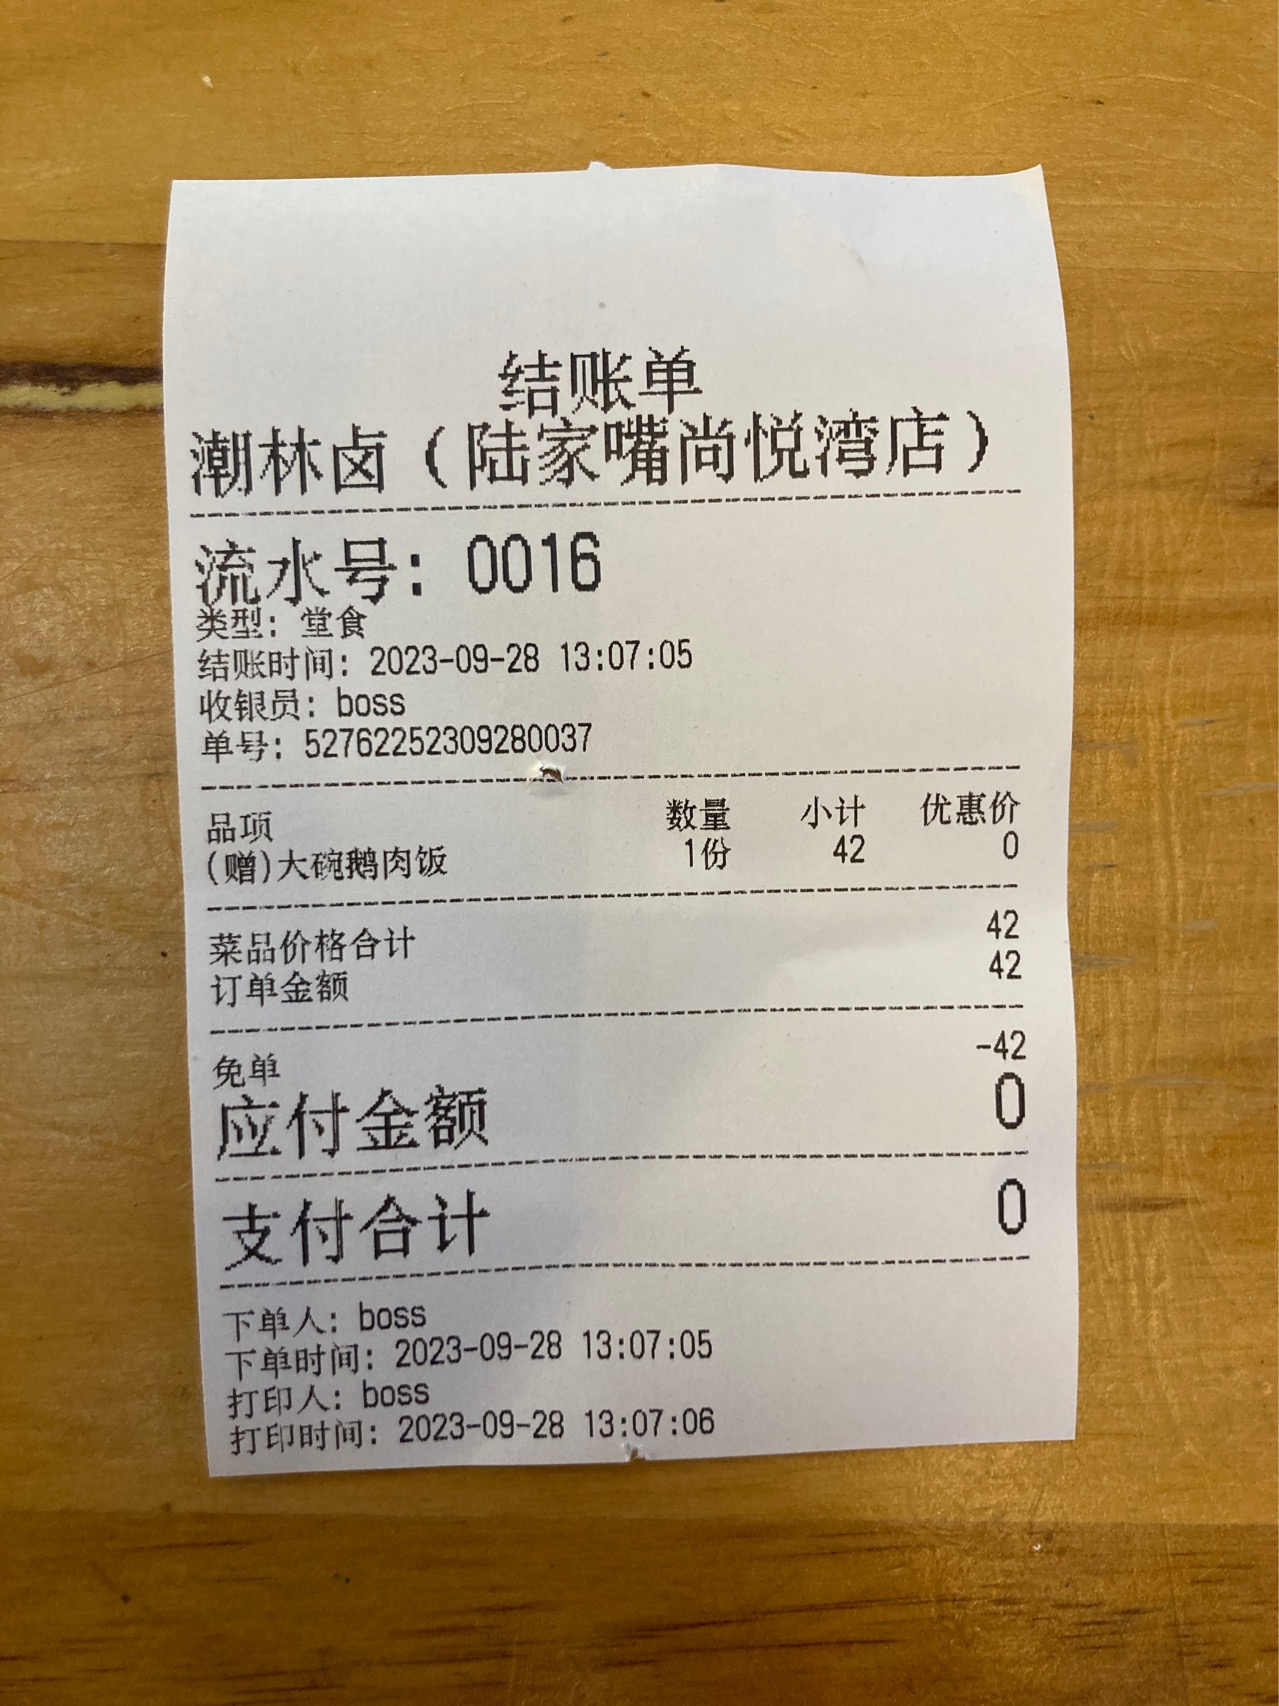 结账单
潮林卤（陆家嘴尚悦湾店）
流水号: 0016
类型: 堂食
结账时间: 2023-09-28 13:07:05
收银员: boss
单号: 52762252309280037
品项 数量 小计 优惠价
(赠)大碗鹅肉饭 1份 42 0
菜品价格合计 42
订单金额 42
免单 -42
应付金额 0
支付合计 0
下单人: boss
下单时间: 2023-09-28 13:07:05
打印人: boss
打印时间: 2023-09-28 13:07:06